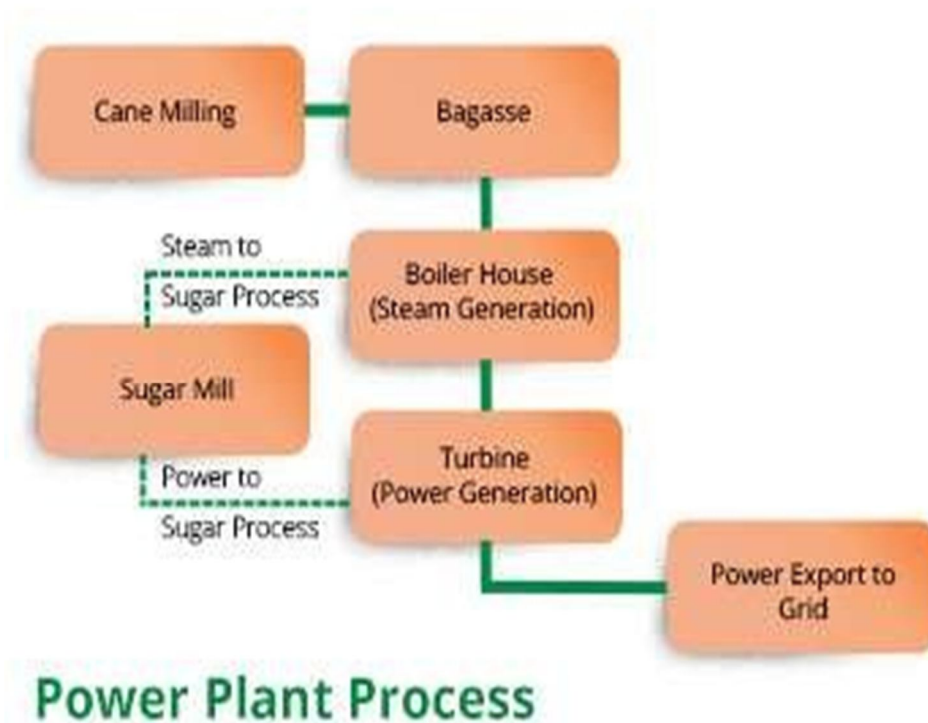 Cane Milling
Bagasse
Steam to
Sugar Process
Boiler House
(Steam Generation)
Sugar Mill
Turbine
(Power Generation)
Power to
Sugar Process
Power Export to
Grid
Power Plant Process